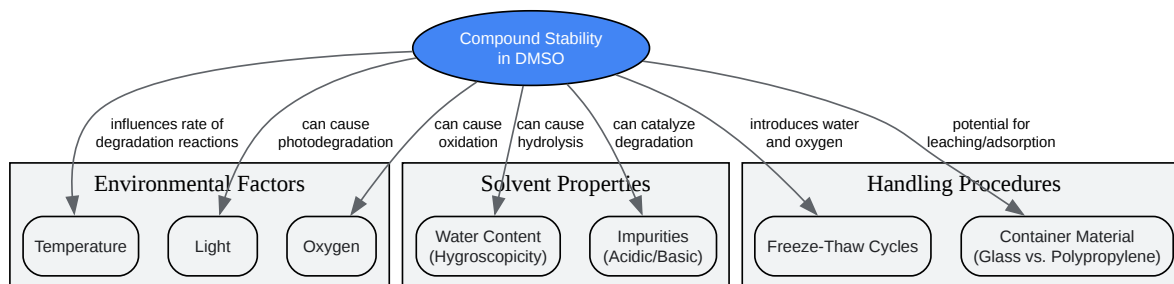 Compound Stability
in DMSO
influences rate of
degradation reactions
can cause
photodegradation
can cause
oxidation
can cause
hydrolysis
can catalyze
degradation
introduces water
and oxygen
potential for
leaching/adsorption
Environmental Factors
Solvent Properties
Handling Procedures
Temperature
Light
Oxygen
Water Content
(Hygroscopicity)
Impurities
(Acidic/Basic)
Freeze-Thaw Cycles
Container Material
(Glass vs. Polypropylene)